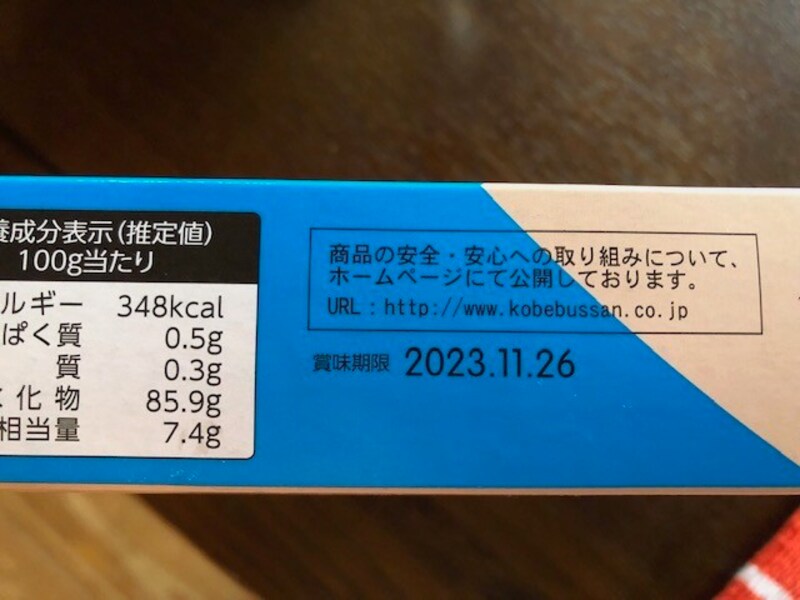 養成分表示(推定値)
100g当たり
ルギー 348kcal
ぱく質 0.5g
質 0.3g
化物 85.9g
相当量 7.4g
商品の安全・安心への取り組みについて、
ホームページにて公開しております。
URL:http://www.kobebussan.co.jp
賞味期限 2023.11.26